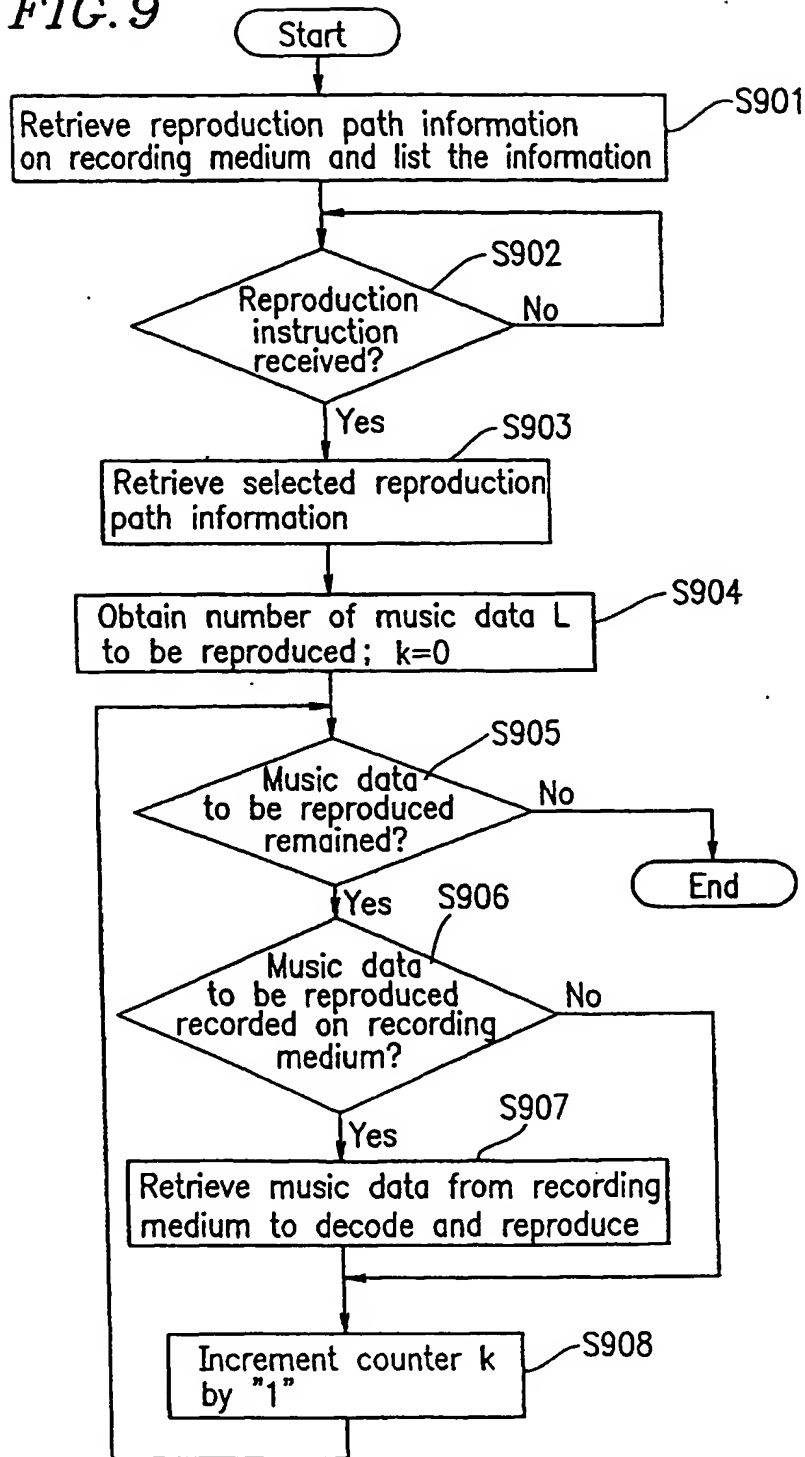 FIG. 9
Start
S901
Retrieve reproduction path information
on recording medium and list the information
S902
Reproduction
instruction
received?
No
Yes
S903
Retrieve selected reproduction
path information
S904
Obtain number of music data L
to be reproduced; k=0
S905
Music data
to be reproduced
remained?
No
End
Yes
S906
Music data
to be reproduced
recorded on recording
medium?
No
Yes
S907
Retrieve music data from recording
medium to decode and reproduce
S908
Increment counter k
by "1"